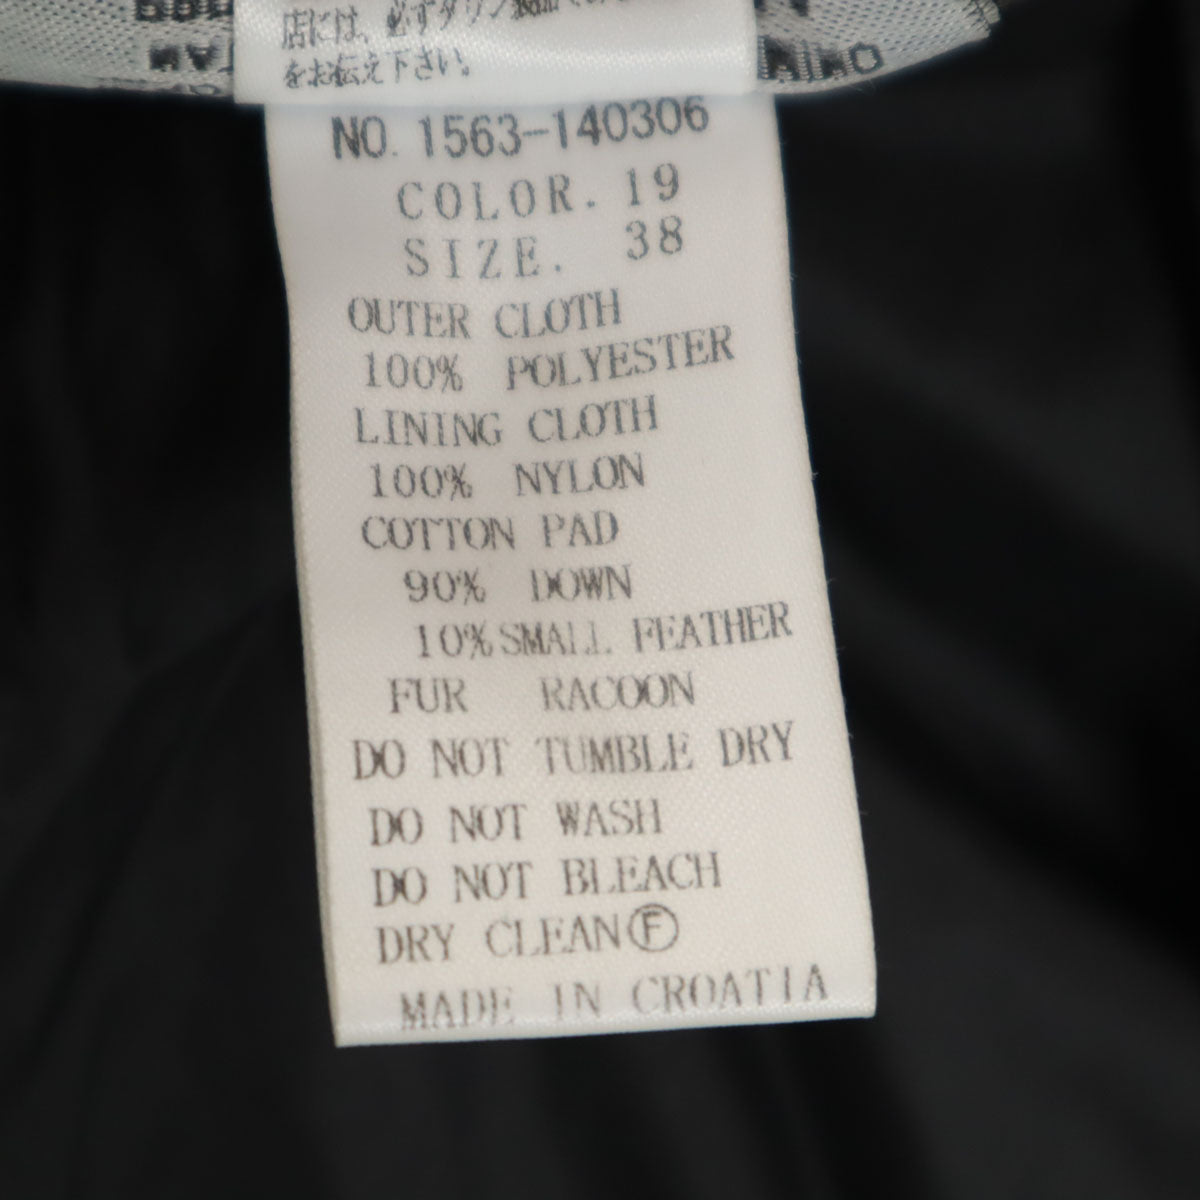 店には、必ずダウン
をお伝え下さい。
NO. 1563-140306
COLOR. 19
SIZE. 38
OUTER CLOTH
100% POLYESTER
LINING CLOTH
100% NYLON
COTTON PAD
90% DOWN
10% SMALL FEATHER
FUR RACOON
DO NOT TUMBLE DRY
DO NOT WASH
DO NOT BLEACH
DRY CLEAN Ⓕ
MADE IN CROATIA